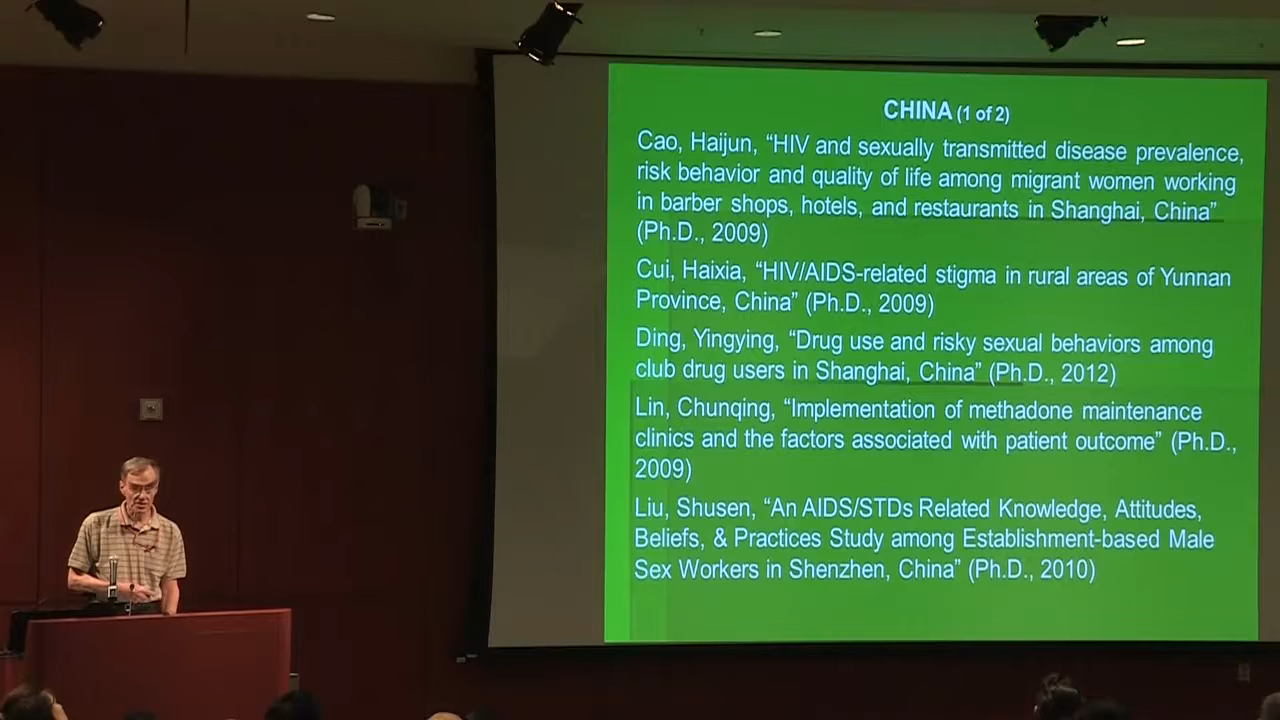 CHINA (1 of 2)
Cao, Haijun, “HIV and sexually transmitted disease prevalence,
risk behavior and quality of life among migrant women working
in barber shops, hotels, and restaurants in Shanghai, China”
(Ph.D., 2009)
Cui, Haixia, “HIV/AIDS-related stigma in rural areas of Yunnan
Province, China” (Ph.D., 2009)
Ding, Yingying, “Drug use and risky sexual behaviors among
club drug users in Shanghai, China” (Ph.D., 2012)
Lin, Chunqing, “Implementation of methadone maintenance
clinics and the factors associated with patient outcome” (Ph.D.,
2009)
Liu, Shusen, “An AIDS/STDs Related Knowledge, Attitudes,
Beliefs, & Practices Study among Establishment-based Male
Sex Workers in Shenzhen, China” (Ph.D., 2010)